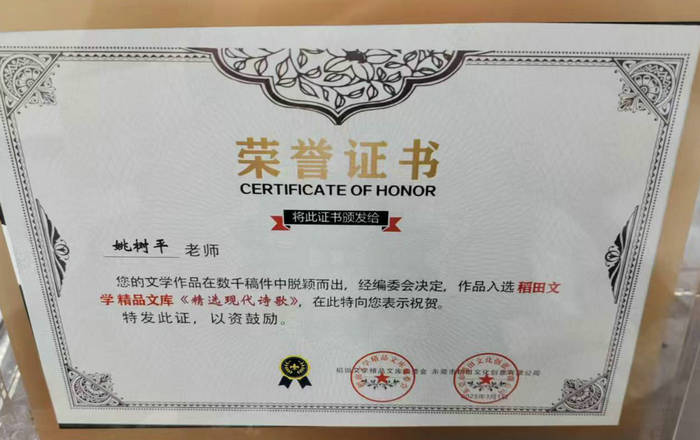 荣誉证书
CERTIFICATE OF HONOR
将此证书颁发给
姚树平 老师
您的文学作品在数千稿件中脱颖而出，经编委会决定，作品入选 稻田文
学 精品文库《精选现代诗歌》，在此特向您表示祝贺。
特发此证，以资鼓励。